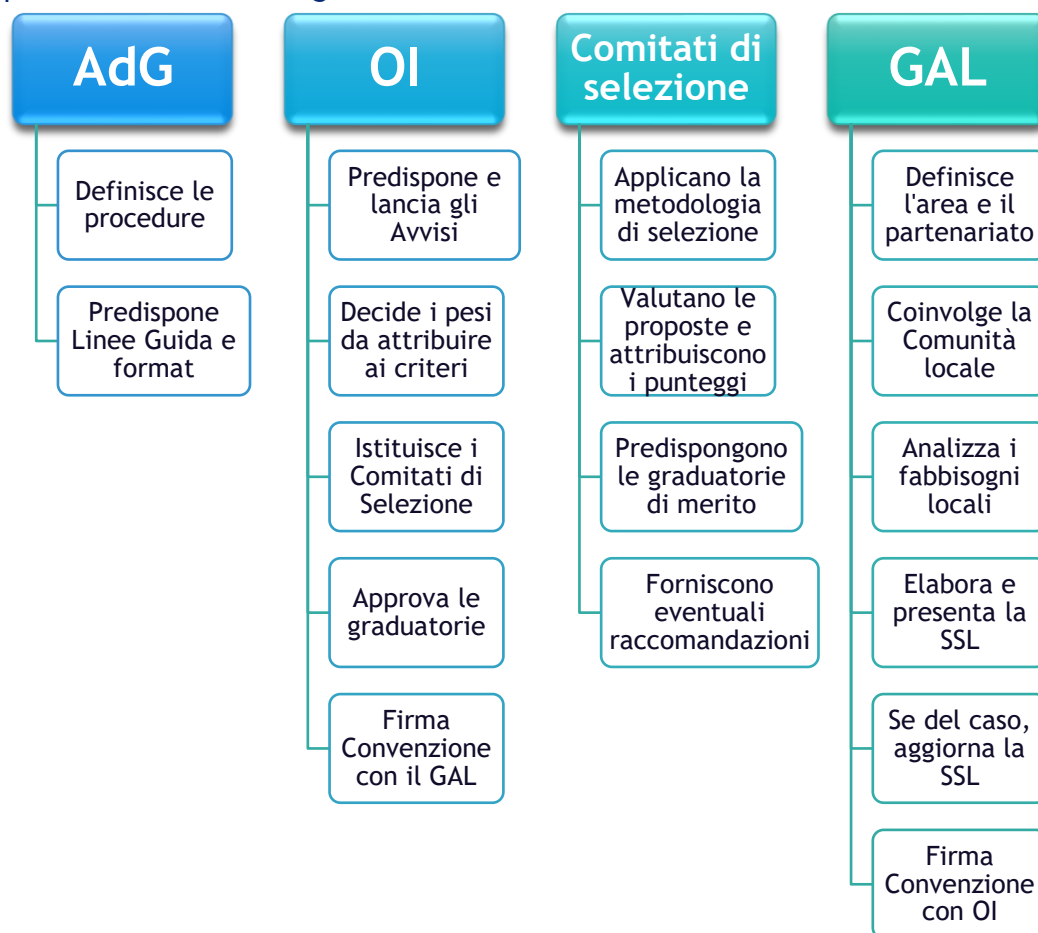 AdG
Definisce le
procedure
Predispone
Linee Guida e
format
OI
Predispone e
lancia gli
Avvisi
Decide i pesi
da attribuire
ai criteri
Istituisce i
Comitati di
Selezione
Approva le
graduatorie
Firma
Convenzione
con il GAL
Comitati di
selezione
Applicano la
metodologia
di selezione
Valutano le
proposte e
attribuiscono
i punteggi
Predispongono
le graduatorie
di merito
Forniscono
eventuali
raccomandazioni
GAL
Definisce
l'area e il
partenariato
Coinvolge la
Comunità
locale
Analizza i
fabbisogni
locali
Elabora e
presenta la
SSL
Se del caso,
aggiorna la
SSL
Firma
Convenzione
con OI